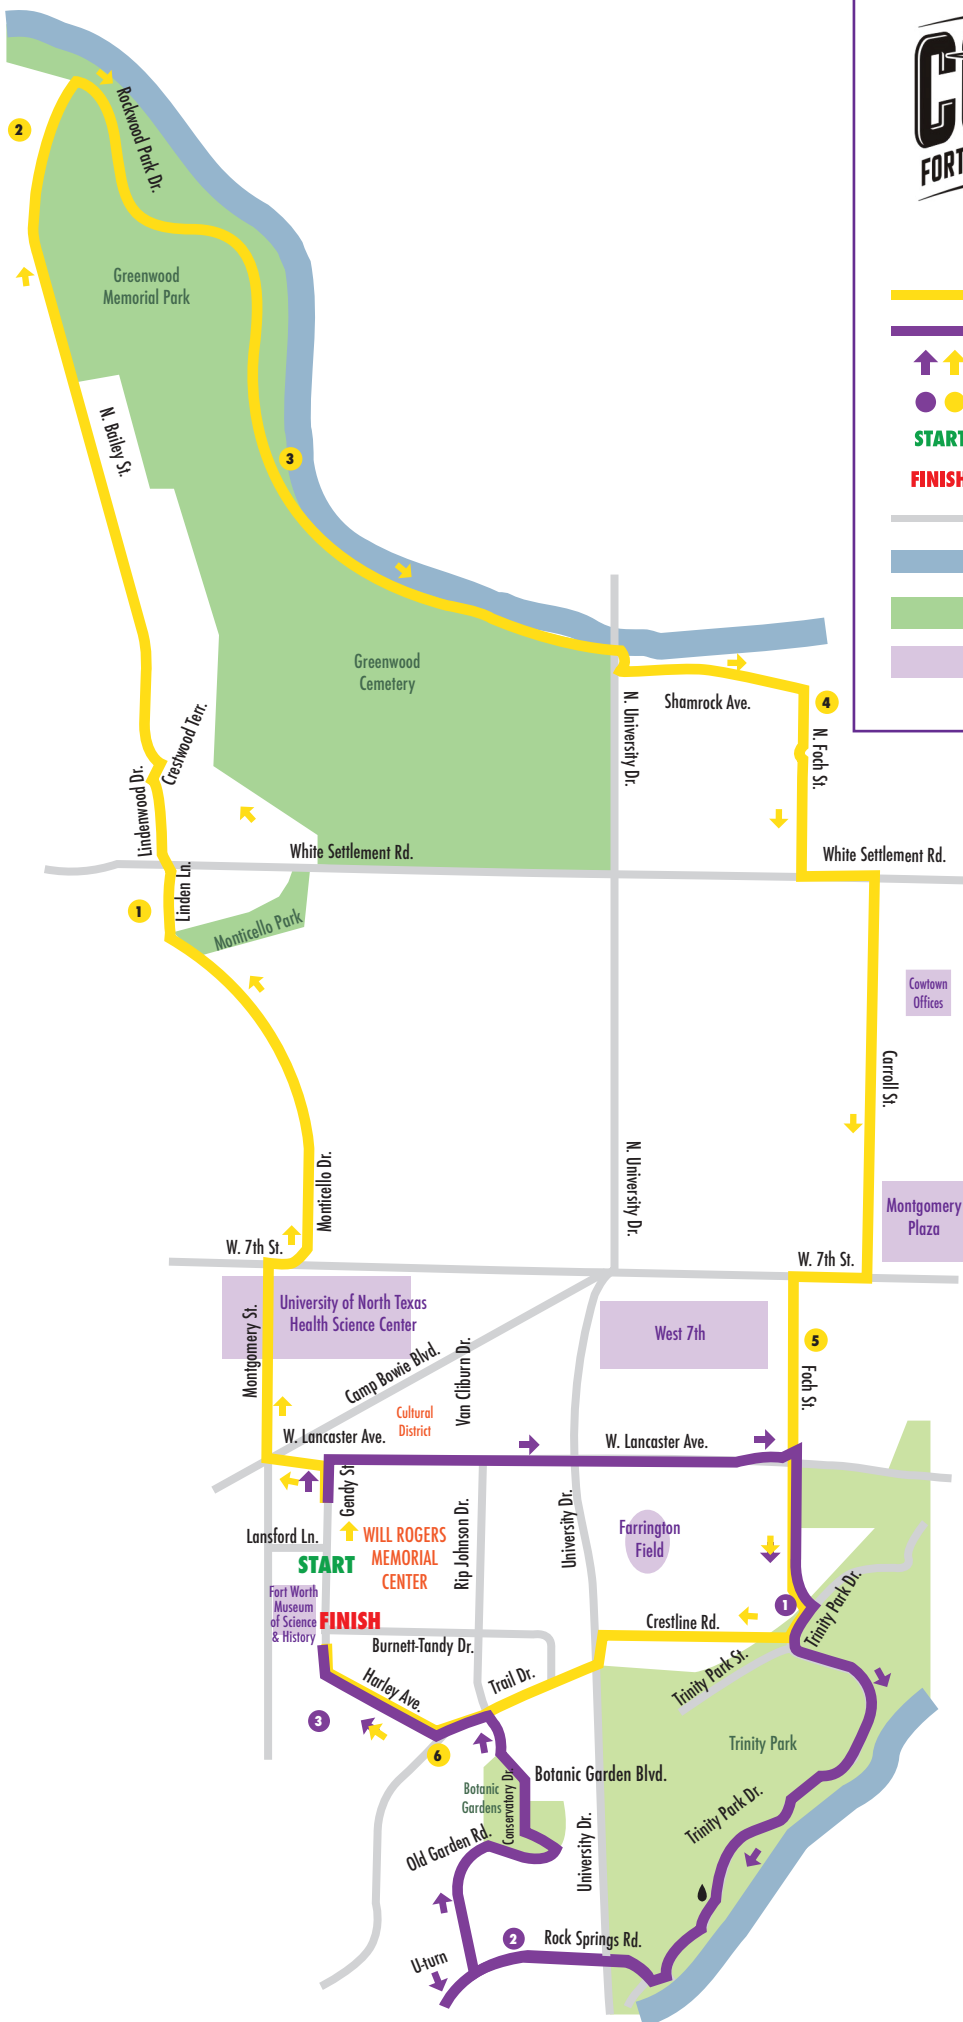 FORT
START
FINISH
2
Rockwood Park Dr.
Greenwood
Memorial Park
N. Bailey St.
3
Greenwood
Cemetery
N. University Dr.
Shamrock Ave.
4
N. Foch St.
Crestwood Terr.
Lindenwood Dr.
White Settlement Rd.
White Settlement Rd.
Linden Ln.
1
Monticello Park
Cowtown
Offices
Carroll St.
Monticello Dr.
N. University Dr.
Montgomery
Plaza
W. 7th St.
W. 7th St.
University of North Texas
Health Science Center
Montgomery St.
West 7th
5
Foch St.
Camp Bowie Blvd.
Van Cliburn Dr.
Cultural
District
W. Lancaster Ave.
W. Lancaster Ave.
Gendy St.
Rip Johnson Dr.
University Dr.
Farrington
Field
Lansford Ln.
WILL ROGERS
MEMORIAL
CENTER
START
Fort Worth
Museum
of Science
& History
FINISH
Burnett-Tandy Dr.
Crestline Rd.
1
Trinity Park Dr.
Trinity Park St.
Harley Ave.
Trail Dr.
3
6
Trinity Park
Botanic Garden Blvd.
Botanic
Gardens
Conservatory Dr.
Trinity Park Dr.
Old Garden Rd.
University Dr.
2
Rock Springs Rd.
U-turn